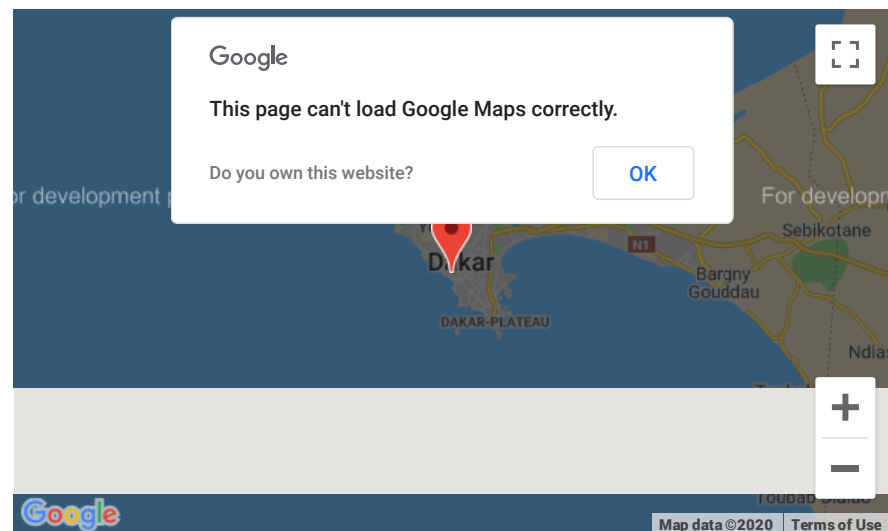 Google
This page can't load Google Maps correctly.
Do you own this website?
OK
or development
For developm
Sebikotane
N1
Dakar
Bargny
Gouddau
DAKAR-PLATEAU
Ndia
Google
Map data ©2020
Terms of Use